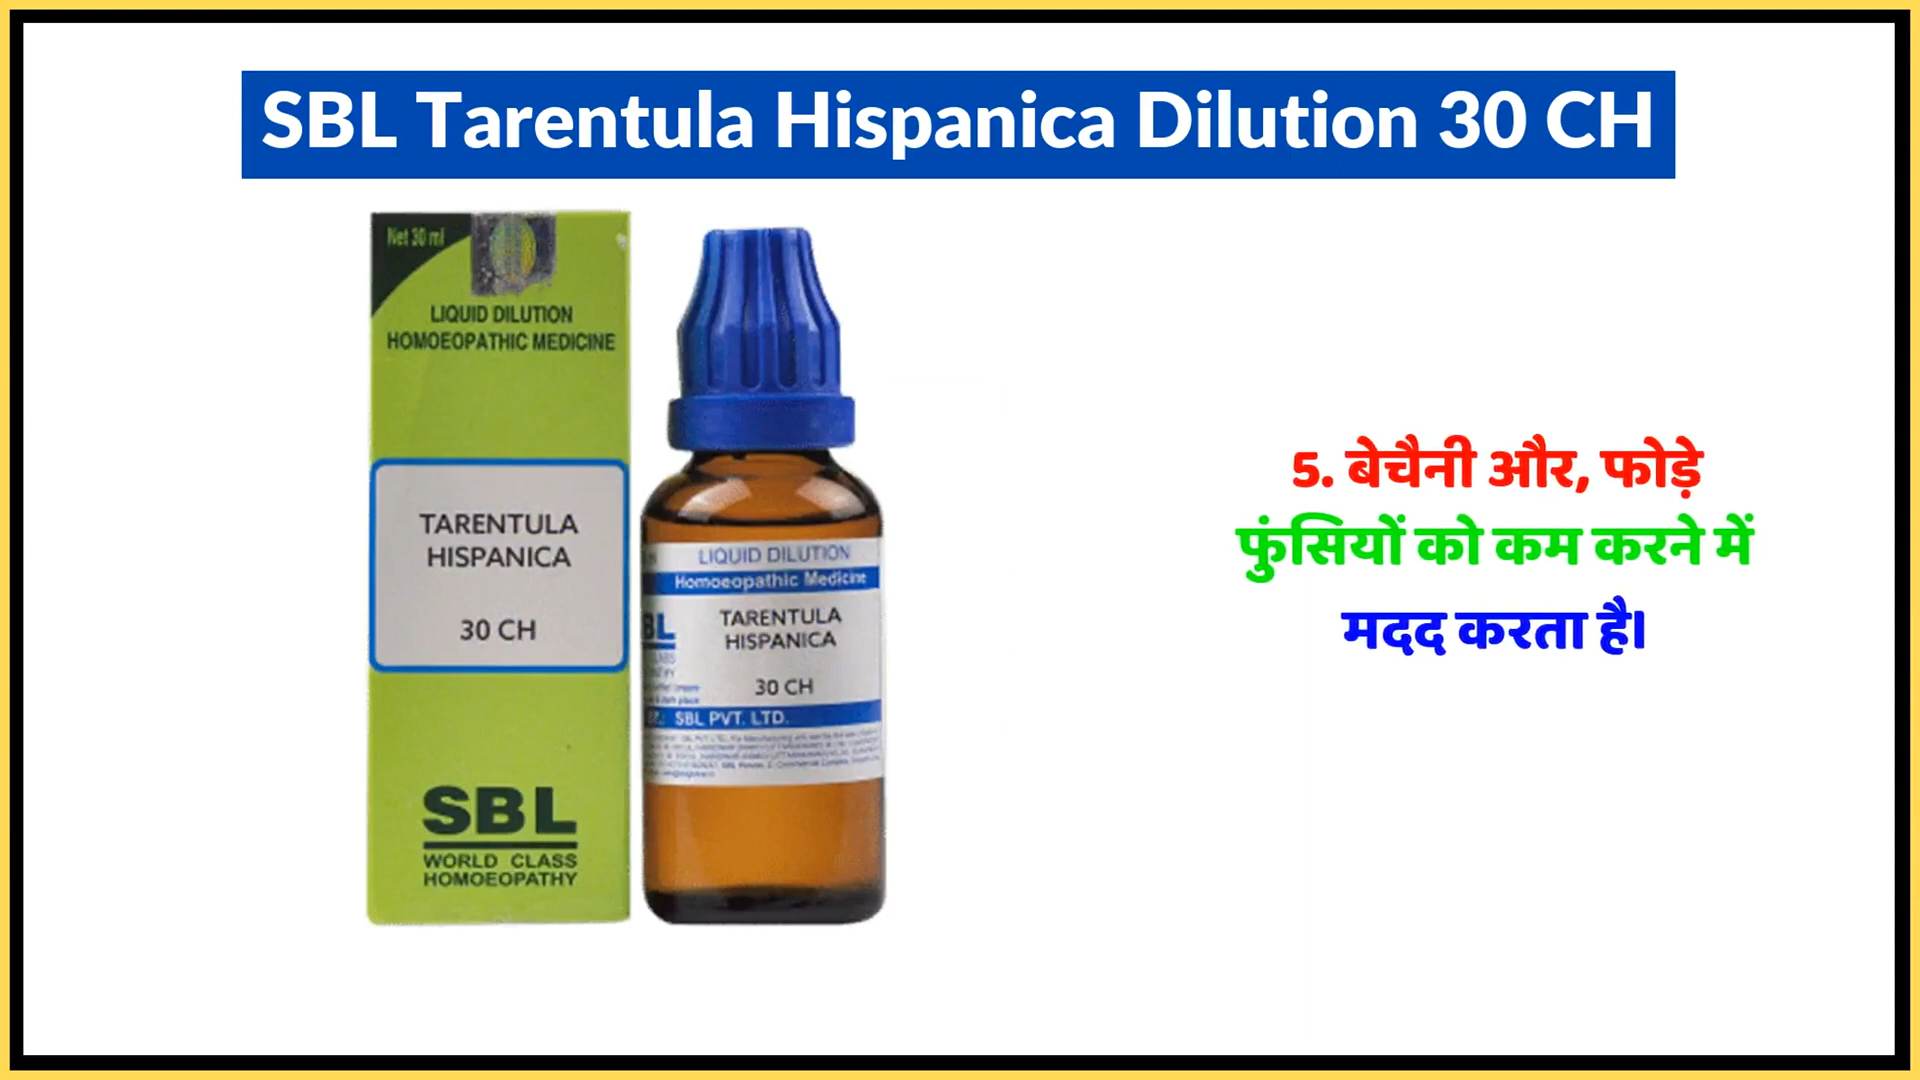 SBL Tarentula Hispanica Dilution 30 CH
Net 30 ml
LIQUID DILUTION
HOMOEOPATHIC MEDICINE
TARENTULA
HISPANICA
30 CH
SBL
WORLD CLASS
HOMOEOPATHY
LIQUID DILUTION
Homoeopathic Medicine
BL
TARENTULA
HISPANICA
30 CH
SBL PVT. LTD.
5. बेचैनी और, फोड़े
फुंसियों को कम करने में
मदद करता है।